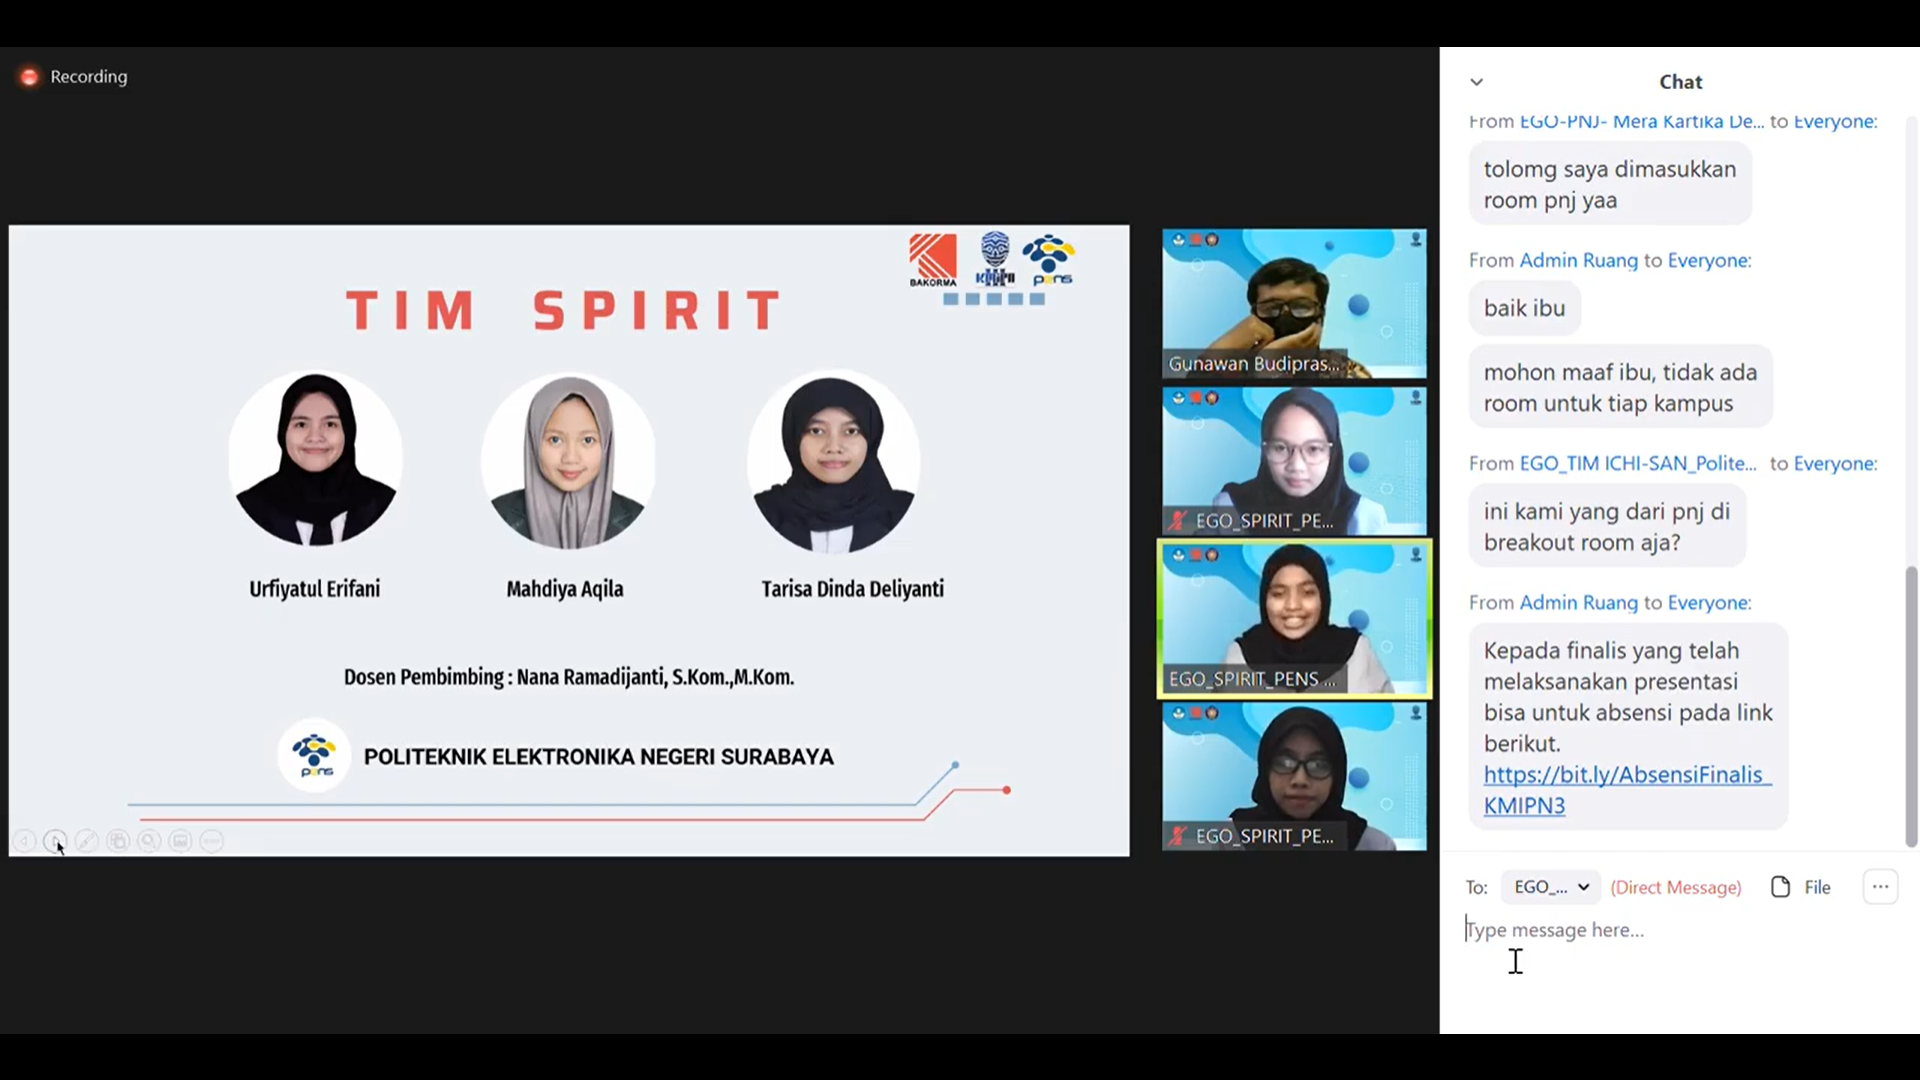 Recording
BAKORMA
pens
TIM SPIRIT
Urfiyatul Erifani
Mahdiya Aqila
Tarisa Dinda Deliyanti
Dosen Pembimbing : Nana Ramadijanti, S.Kom.,M.Kom.
pens
POLITEKNIK ELEKTRONIKA NEGERI SURABAYA
Gunawan Budipras...
EGO_SPIRIT_PE...
EGO_SPIRIT_PENS ...
EGO_SPIRIT_PE...
Chat
From EGO-PNJ- Mera Kartika De... to Everyone:
tolomg saya dimasukkan
room pnj yaa
From Admin Ruang to Everyone:
baik ibu
mohon maaf ibu, tidak ada
room untuk tiap kampus
From EGO_TIM ICHI-SAN_Polite... to Everyone:
ini kami yang dari pnj di
breakout room aja?
From Admin Ruang to Everyone:
Kepada finalis yang telah
melaksanakan presentasi
bisa untuk absensi pada link
berikut.
https://bit.ly/AbsensiFinalis_
KMIPN3
To: EGO_... (Direct Message) File
Type message here...